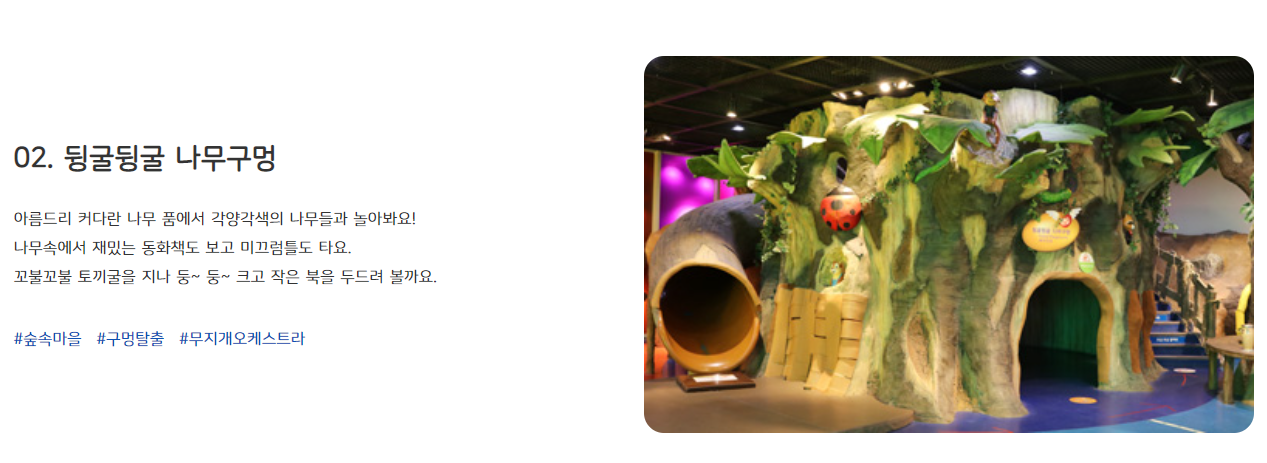 02. 뒹굴뒹굴 나무구멍
아름드리 커다란 나무 품에서 각양각색의 나무들과 놀아봐요!
나무속에서 재밌는 동화책도 보고 미끄럼틀도 타요.
꼬불꼬불 토끼굴을 지나 둥~ 둥~ 크고 작은 북을 두드려 볼까요.
#숲속마을 #구멍탈출 #무지개오케스트라